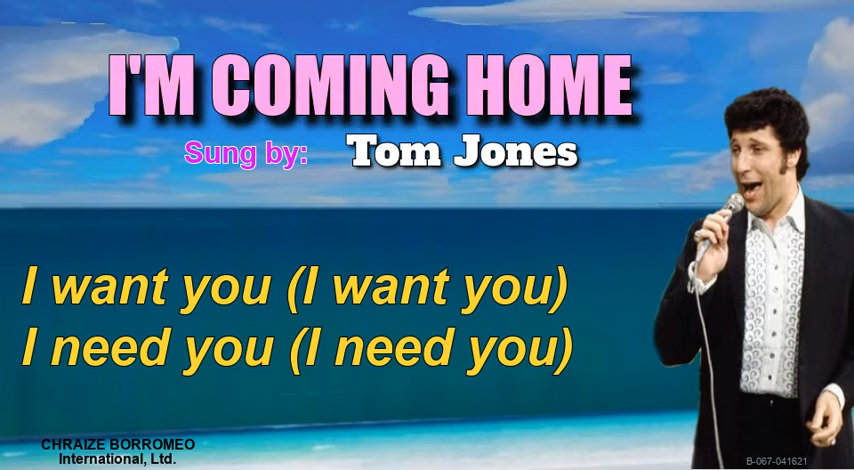 I'M COMING HOME
Sung by: Tom Jones
I want you (I want you)
I need you (I need you)
CHRAIZE BORROMEO
International, Ltd.
B-067-041621